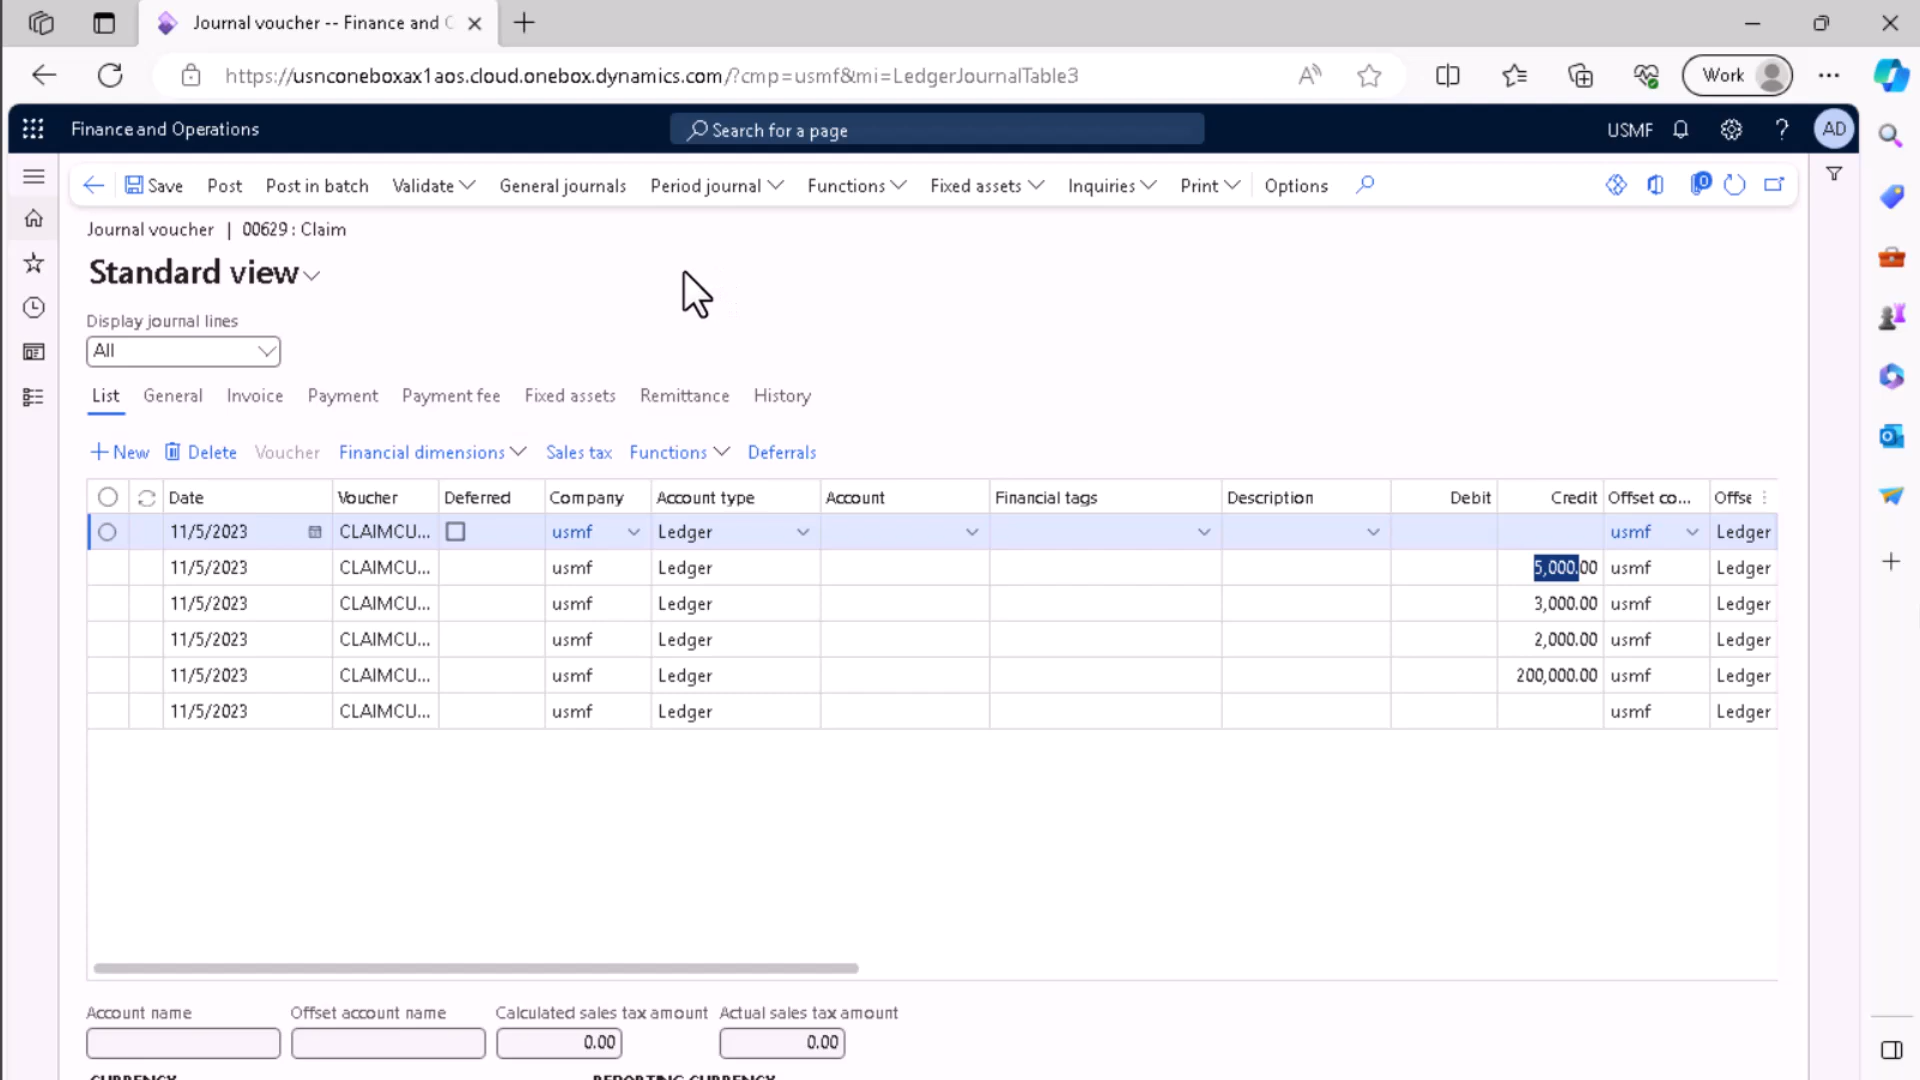 Journal voucher -- Finance and C
https://usnconeboxax1aos.cloud.onebox.dynamics.com/?cmp=usmf&mi=LedgerJournalTable3
Work
Finance and Operations
Search for a page
USMF
AD
Save Post Post in batch Validate General journals Period journal Functions Fixed assets Inquiries Print Options
0
Journal voucher | 00629 : Claim
Standard view
Display journal lines
All
List General Invoice Payment Payment fee Fixed assets Remittance History
New Delete Voucher Financial dimensions Sales tax Functions Deferrals
Date Voucher Deferred Company Account type Account Financial tags Description Debit Credit Offset co... Offse
11/5/2023 CLAIMCU... usmf Ledger usmf Ledger
11/5/2023 CLAIMCU... usmf Ledger 5,000.00 usmf Ledger
11/5/2023 CLAIMCU... usmf Ledger 3,000.00 usmf Ledger
11/5/2023 CLAIMCU... usmf Ledger 2,000.00 usmf Ledger
11/5/2023 CLAIMCU... usmf Ledger 200,000.00 usmf Ledger
11/5/2023 CLAIMCU... usmf Ledger usmf Ledger
Account name Offset account name Calculated sales tax amount Actual sales tax amount
0.00 0.00
CURRENCY REPORTING CURRENCY